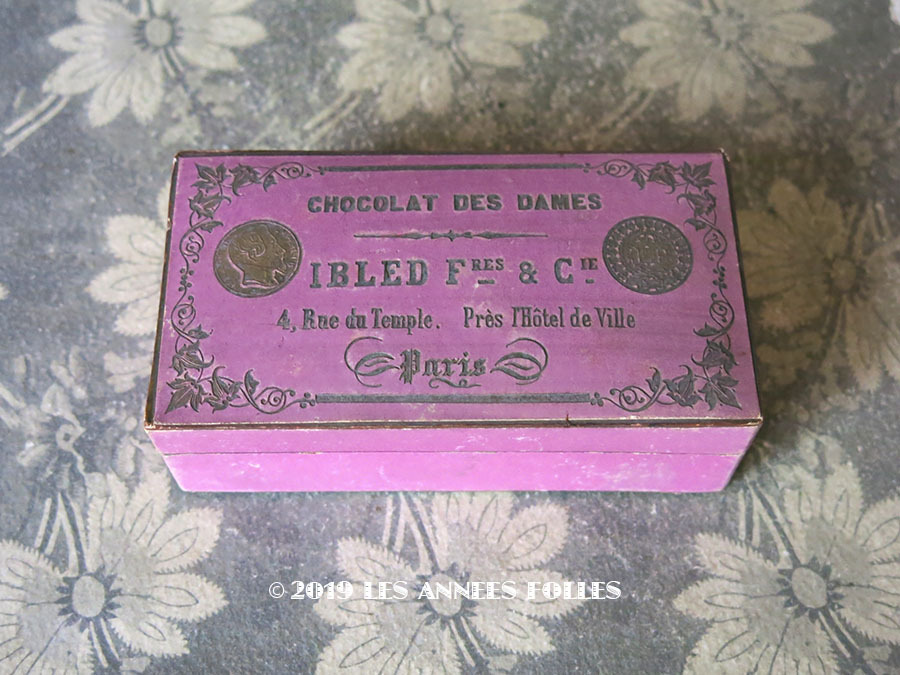 CHOCOLAT DES DAMES
IBLED FRES & CIE
4, Rue du Temple. Près l'Hôtel de Ville
Paris
© 2019 LES ANNEES FOLLES